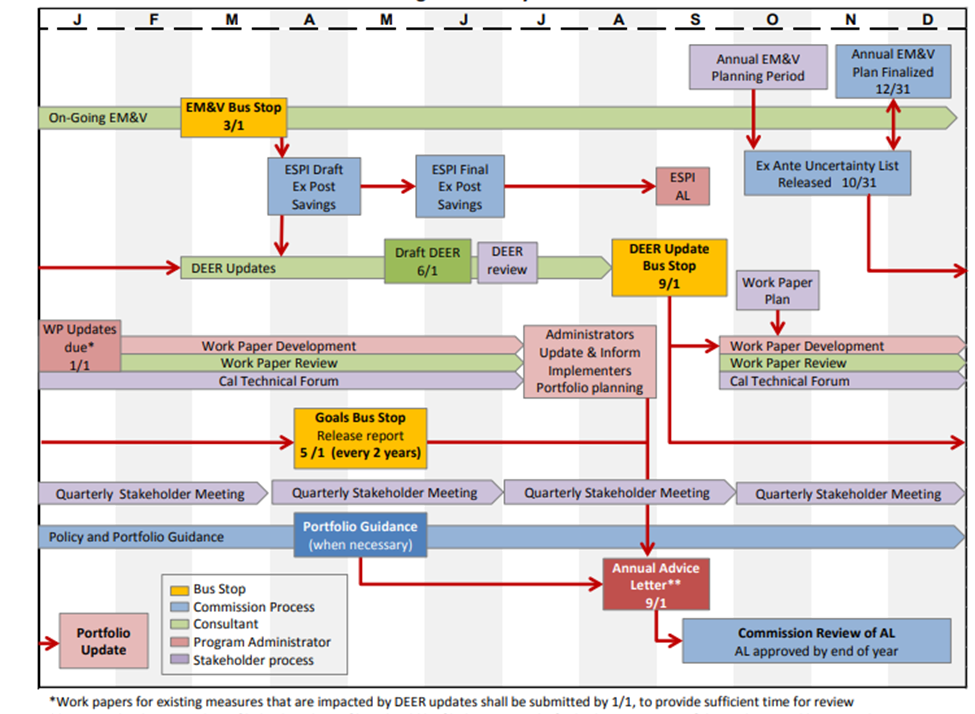 J F M A M J J A S O N D
Annual EM&V
Planning Period
Annual EM&V
Plan Finalized
12/31
On-Going EM&V
EM&V Bus Stop
3/1
ESPI Draft
Ex Post
Savings
ESPI Final
Ex Post
Savings
ESPI
AL
Ex Ante Uncertainty List
Released 10/31
DEER Updates
Draft DEER
6/1
DEER
review
DEER Update
Bus Stop
9/1
Work Paper
Plan
WP Updates
due*
1/1
Work Paper Development
Work Paper Review
Cal Technical Forum
Administrators
Update & Inform
Implementers
Portfolio planning
Work Paper Development
Work Paper Review
Cal Technical Forum
Goals Bus Stop
Release report
5 /1 (every 2 years)
Quarterly Stakeholder Meeting
Quarterly Stakeholder Meeting
Quarterly Stakeholder Meeting
Quarterly Stakeholder Meeting
Policy and Portfolio Guidance
Portfolio Guidance
(when necessary)
Annual Advice
Letter**
9/1
Bus Stop
Commission Process
Consultant
Program Administrator
Stakeholder process
Portfolio
Update
Commission Review of AL
AL approved by end of year
*Work papers for existing measures that are impacted by DEER updates shall be submitted by 1/1, to provide sufficient time for review